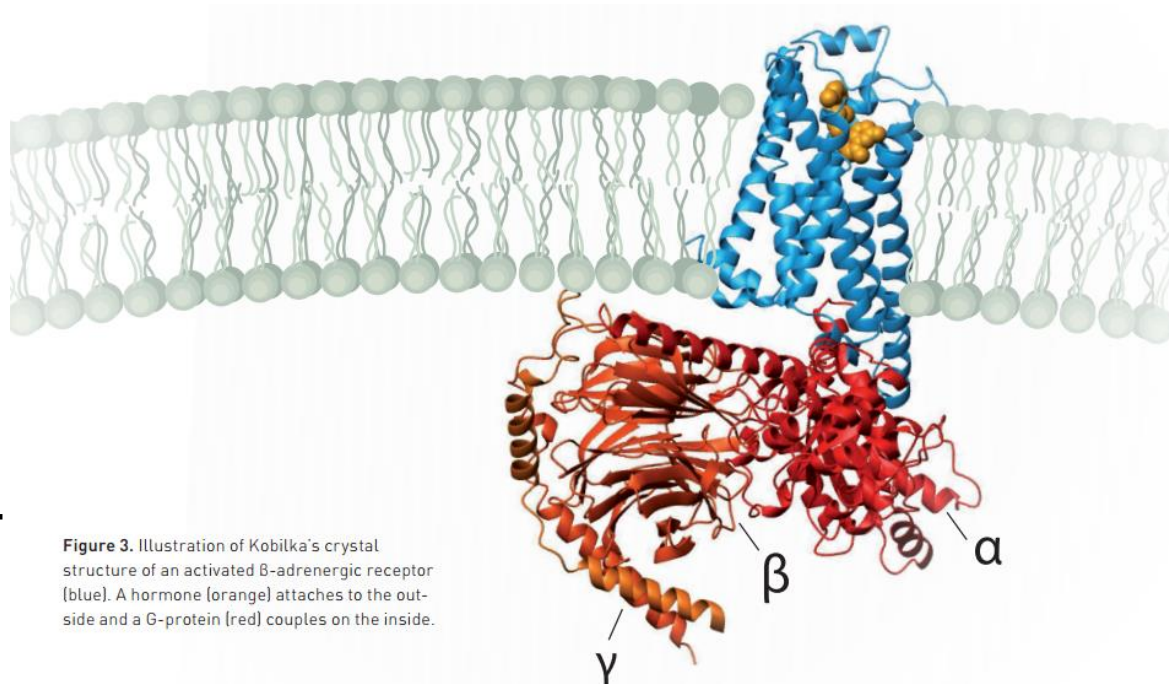 Figure 3. Illustration of Kobilka's crystal
structure of an activated ß-adrenergic receptor
(blue). A hormone (orange) attaches to the out-
side and a G-protein (red) couples on the inside.
α
β
γ